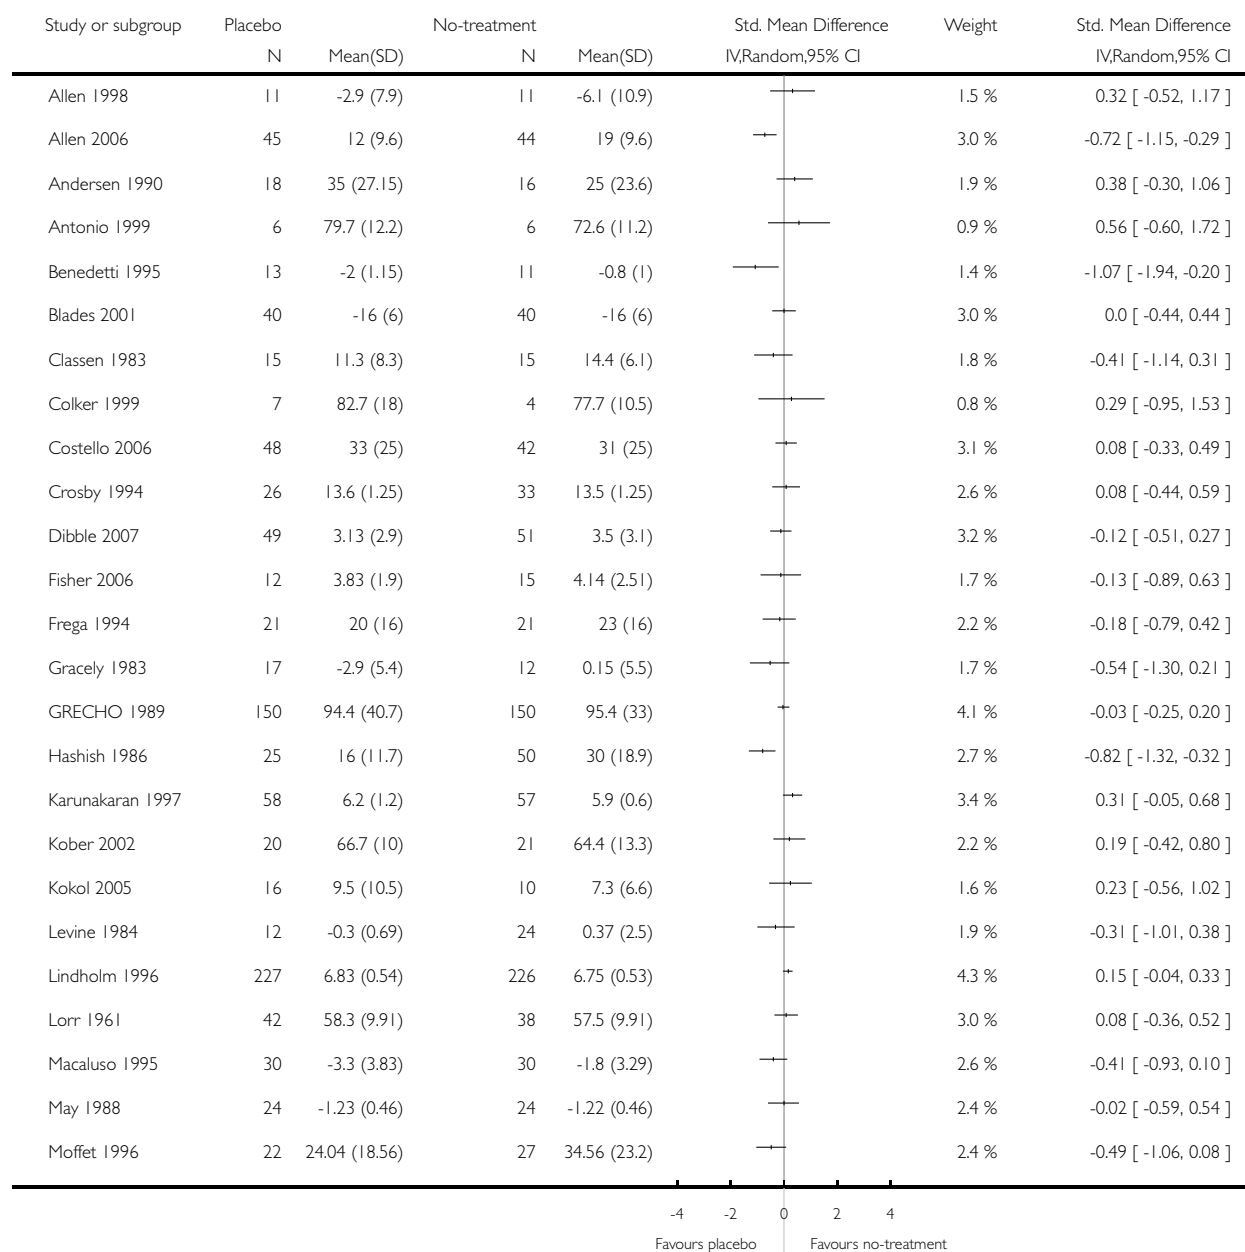 Study or subgroup Placebo No-treatment Std. Mean Difference Weight Std. Mean Difference
N Mean(SD) N Mean(SD) IV,Random,95% CI IV,Random,95% CI
Allen 1998 11 -2.9 (7.9) 11 -6.1 (10.9) 1.5 % 0.32 [ -0.52, 1.17 ]
Allen 2006 45 12 (9.6) 44 19 (9.6) 3.0 % -0.72 [ -1.15, -0.29 ]
Andersen 1990 18 35 (27.15) 16 25 (23.6) 1.9 % 0.38 [ -0.30, 1.06 ]
Antonio 1999 6 79.7 (12.2) 6 72.6 (11.2) 0.9 % 0.56 [ -0.60, 1.72 ]
Benedetti 1995 13 -2 (1.15) 11 -0.8 (1) 1.4 % -1.07 [ -1.94, -0.20 ]
Blades 2001 40 -16 (6) 40 -16 (6) 3.0 % 0.0 [ -0.44, 0.44 ]
Classen 1983 15 11.3 (8.3) 15 14.4 (6.1) 1.8 % -0.41 [ -1.14, 0.31 ]
Colker 1999 7 82.7 (18) 4 77.7 (10.5) 0.8 % 0.29 [ -0.95, 1.53 ]
Costello 2006 48 33 (25) 42 31 (25) 3.1 % 0.08 [ -0.33, 0.49 ]
Crosby 1994 26 13.6 (1.25) 33 13.5 (1.25) 2.6 % 0.08 [ -0.44, 0.59 ]
Dibble 2007 49 3.13 (2.9) 51 3.5 (3.1) 3.2 % -0.12 [ -0.51, 0.27 ]
Fisher 2006 12 3.83 (1.9) 15 4.14 (2.51) 1.7 % -0.13 [ -0.89, 0.63 ]
Frega 1994 21 20 (16) 21 23 (16) 2.2 % -0.18 [ -0.79, 0.42 ]
Gracely 1983 17 -2.9 (5.4) 12 0.15 (5.5) 1.7 % -0.54 [ -1.30, 0.21 ]
GRECHO 1989 150 94.4 (40.7) 150 95.4 (33) 4.1 % -0.03 [ -0.25, 0.20 ]
Hashish 1986 25 16 (11.7) 50 30 (18.9) 2.7 % -0.82 [ -1.32, -0.32 ]
Karunakaran 1997 58 6.2 (1.2) 57 5.9 (0.6) 3.4 % 0.31 [ -0.05, 0.68 ]
Kober 2002 20 66.7 (10) 21 64.4 (13.3) 2.2 % 0.19 [ -0.42, 0.80 ]
Kokol 2005 16 9.5 (10.5) 10 7.3 (6.6) 1.6 % 0.23 [ -0.56, 1.02 ]
Levine 1984 12 -0.3 (0.69) 24 0.37 (2.5) 1.9 % -0.31 [ -1.01, 0.38 ]
Lindholm 1996 227 6.83 (0.54) 226 6.75 (0.53) 4.3 % 0.15 [ -0.04, 0.33 ]
Lorr 1961 42 58.3 (9.91) 38 57.5 (9.91) 3.0 % 0.08 [ -0.36, 0.52 ]
Macaluso 1995 30 -3.3 (3.83) 30 -1.8 (3.29) 2.6 % -0.41 [ -0.93, 0.10 ]
May 1988 24 -1.23 (0.46) 24 -1.22 (0.46) 2.4 % -0.02 [ -0.59, 0.54 ]
Moffet 1996 22 24.04 (18.56) 27 34.56 (23.2) 2.4 % -0.49 [ -1.06, 0.08 ]
-4 -2 0 2 4
Favours placebo Favours no-treatment